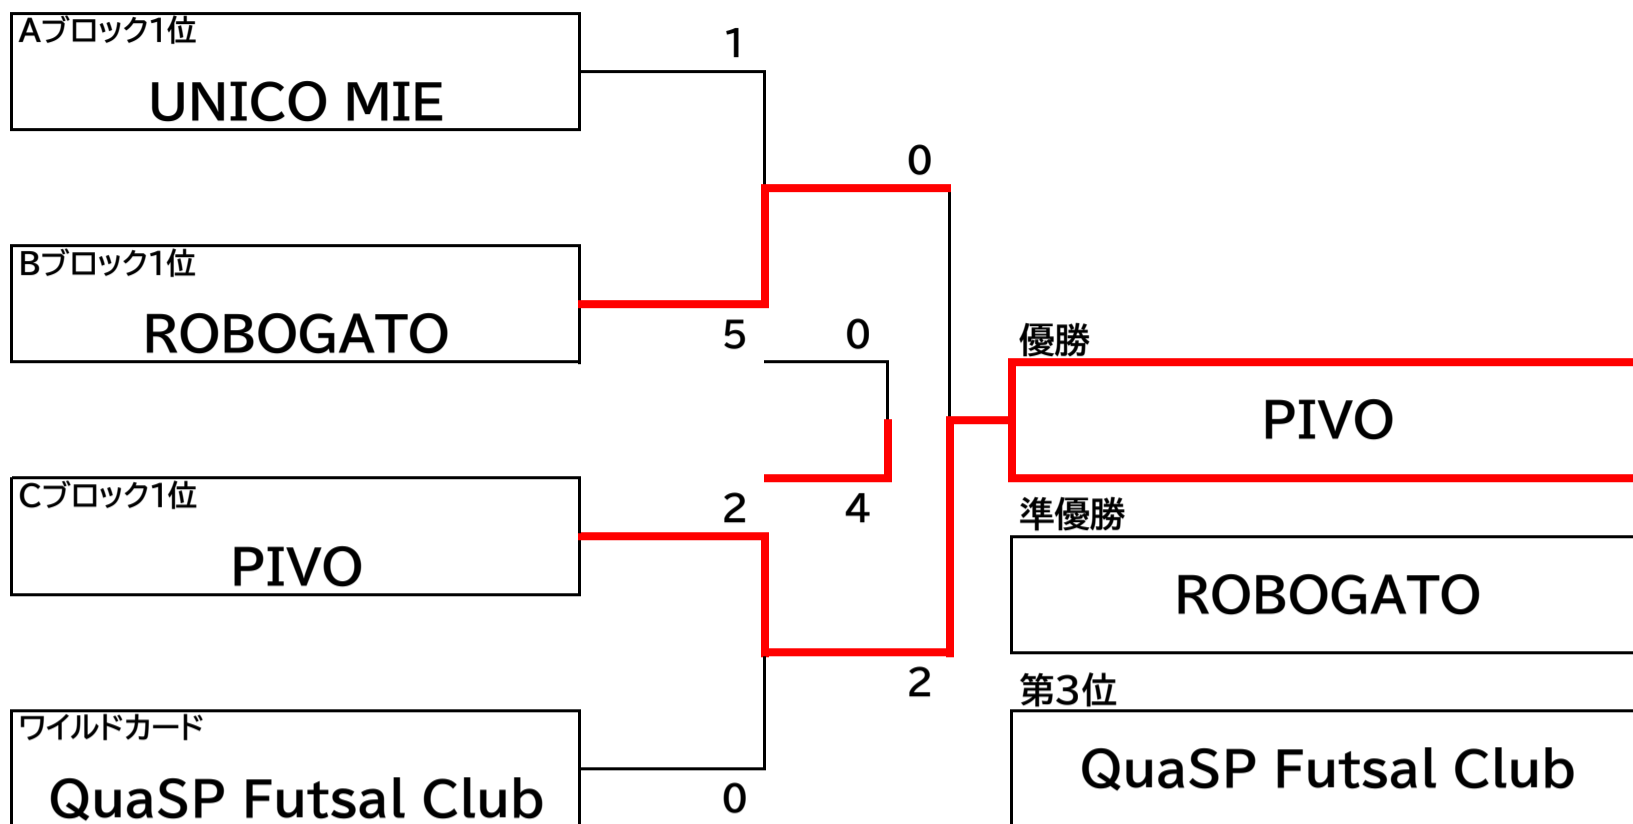 Aブロック1位
UNICO MIE
1
0
Bブロック1位
ROBOGATO
5
0
優勝
PIVO
Cブロック1位
PIVO
2
4
準優勝
ROBOGATO
2
第3位
ワイルドカード
QuaSP Futsal Club
0
QuaSP Futsal Club